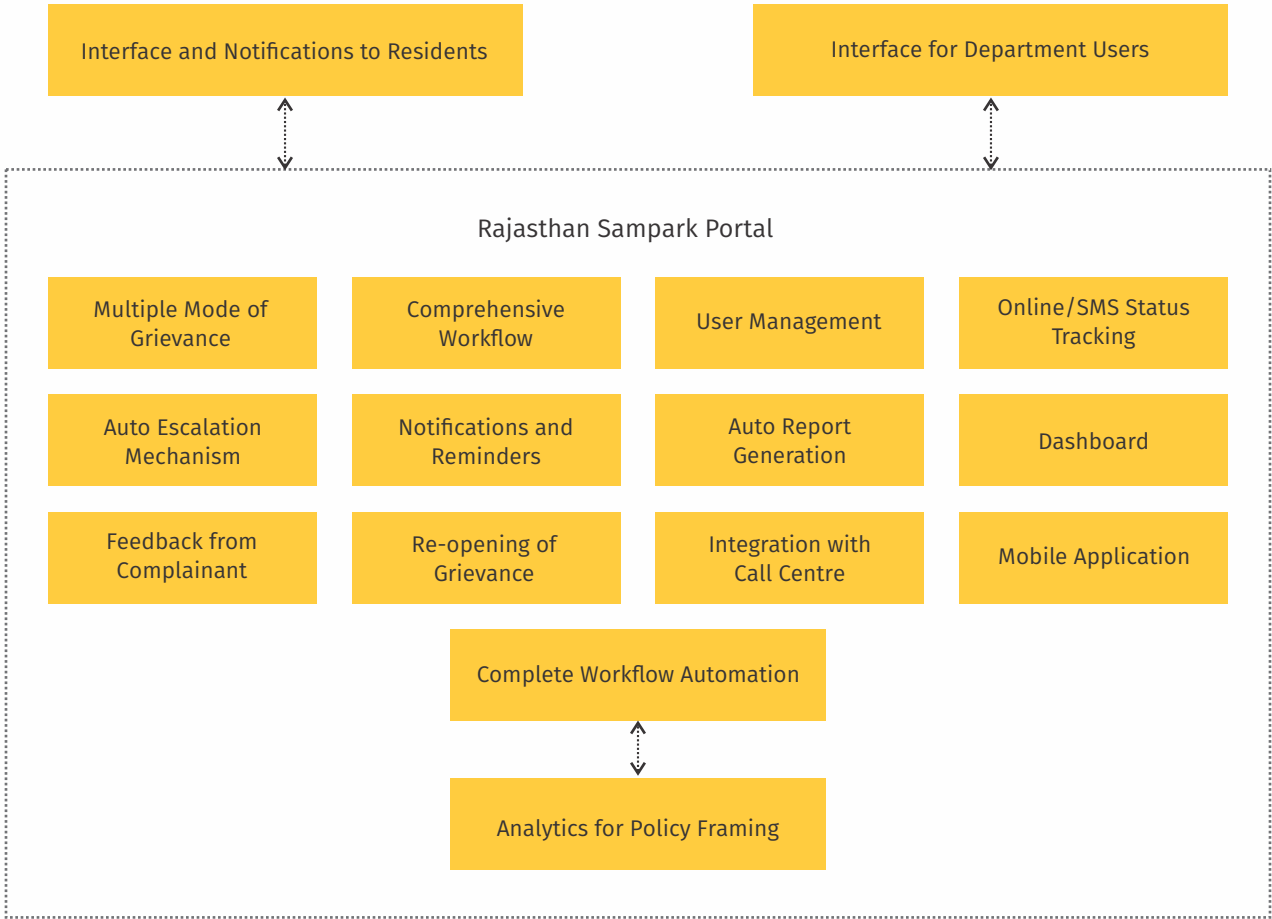 Interface and Notifications to Residents
Interface for Department Users
Rajasthan Sampark Portal
Multiple Mode of
Grievance
Comprehensive
Workflow
User Management
Online/SMS Status
Tracking
Auto Escalation
Mechanism
Notifications and
Reminders
Auto Report
Generation
Dashboard
Feedback from
Complainant
Re-opening of
Grievance
Integration with
Call Centre
Mobile Application
Complete Workflow Automation
Analytics for Policy Framing